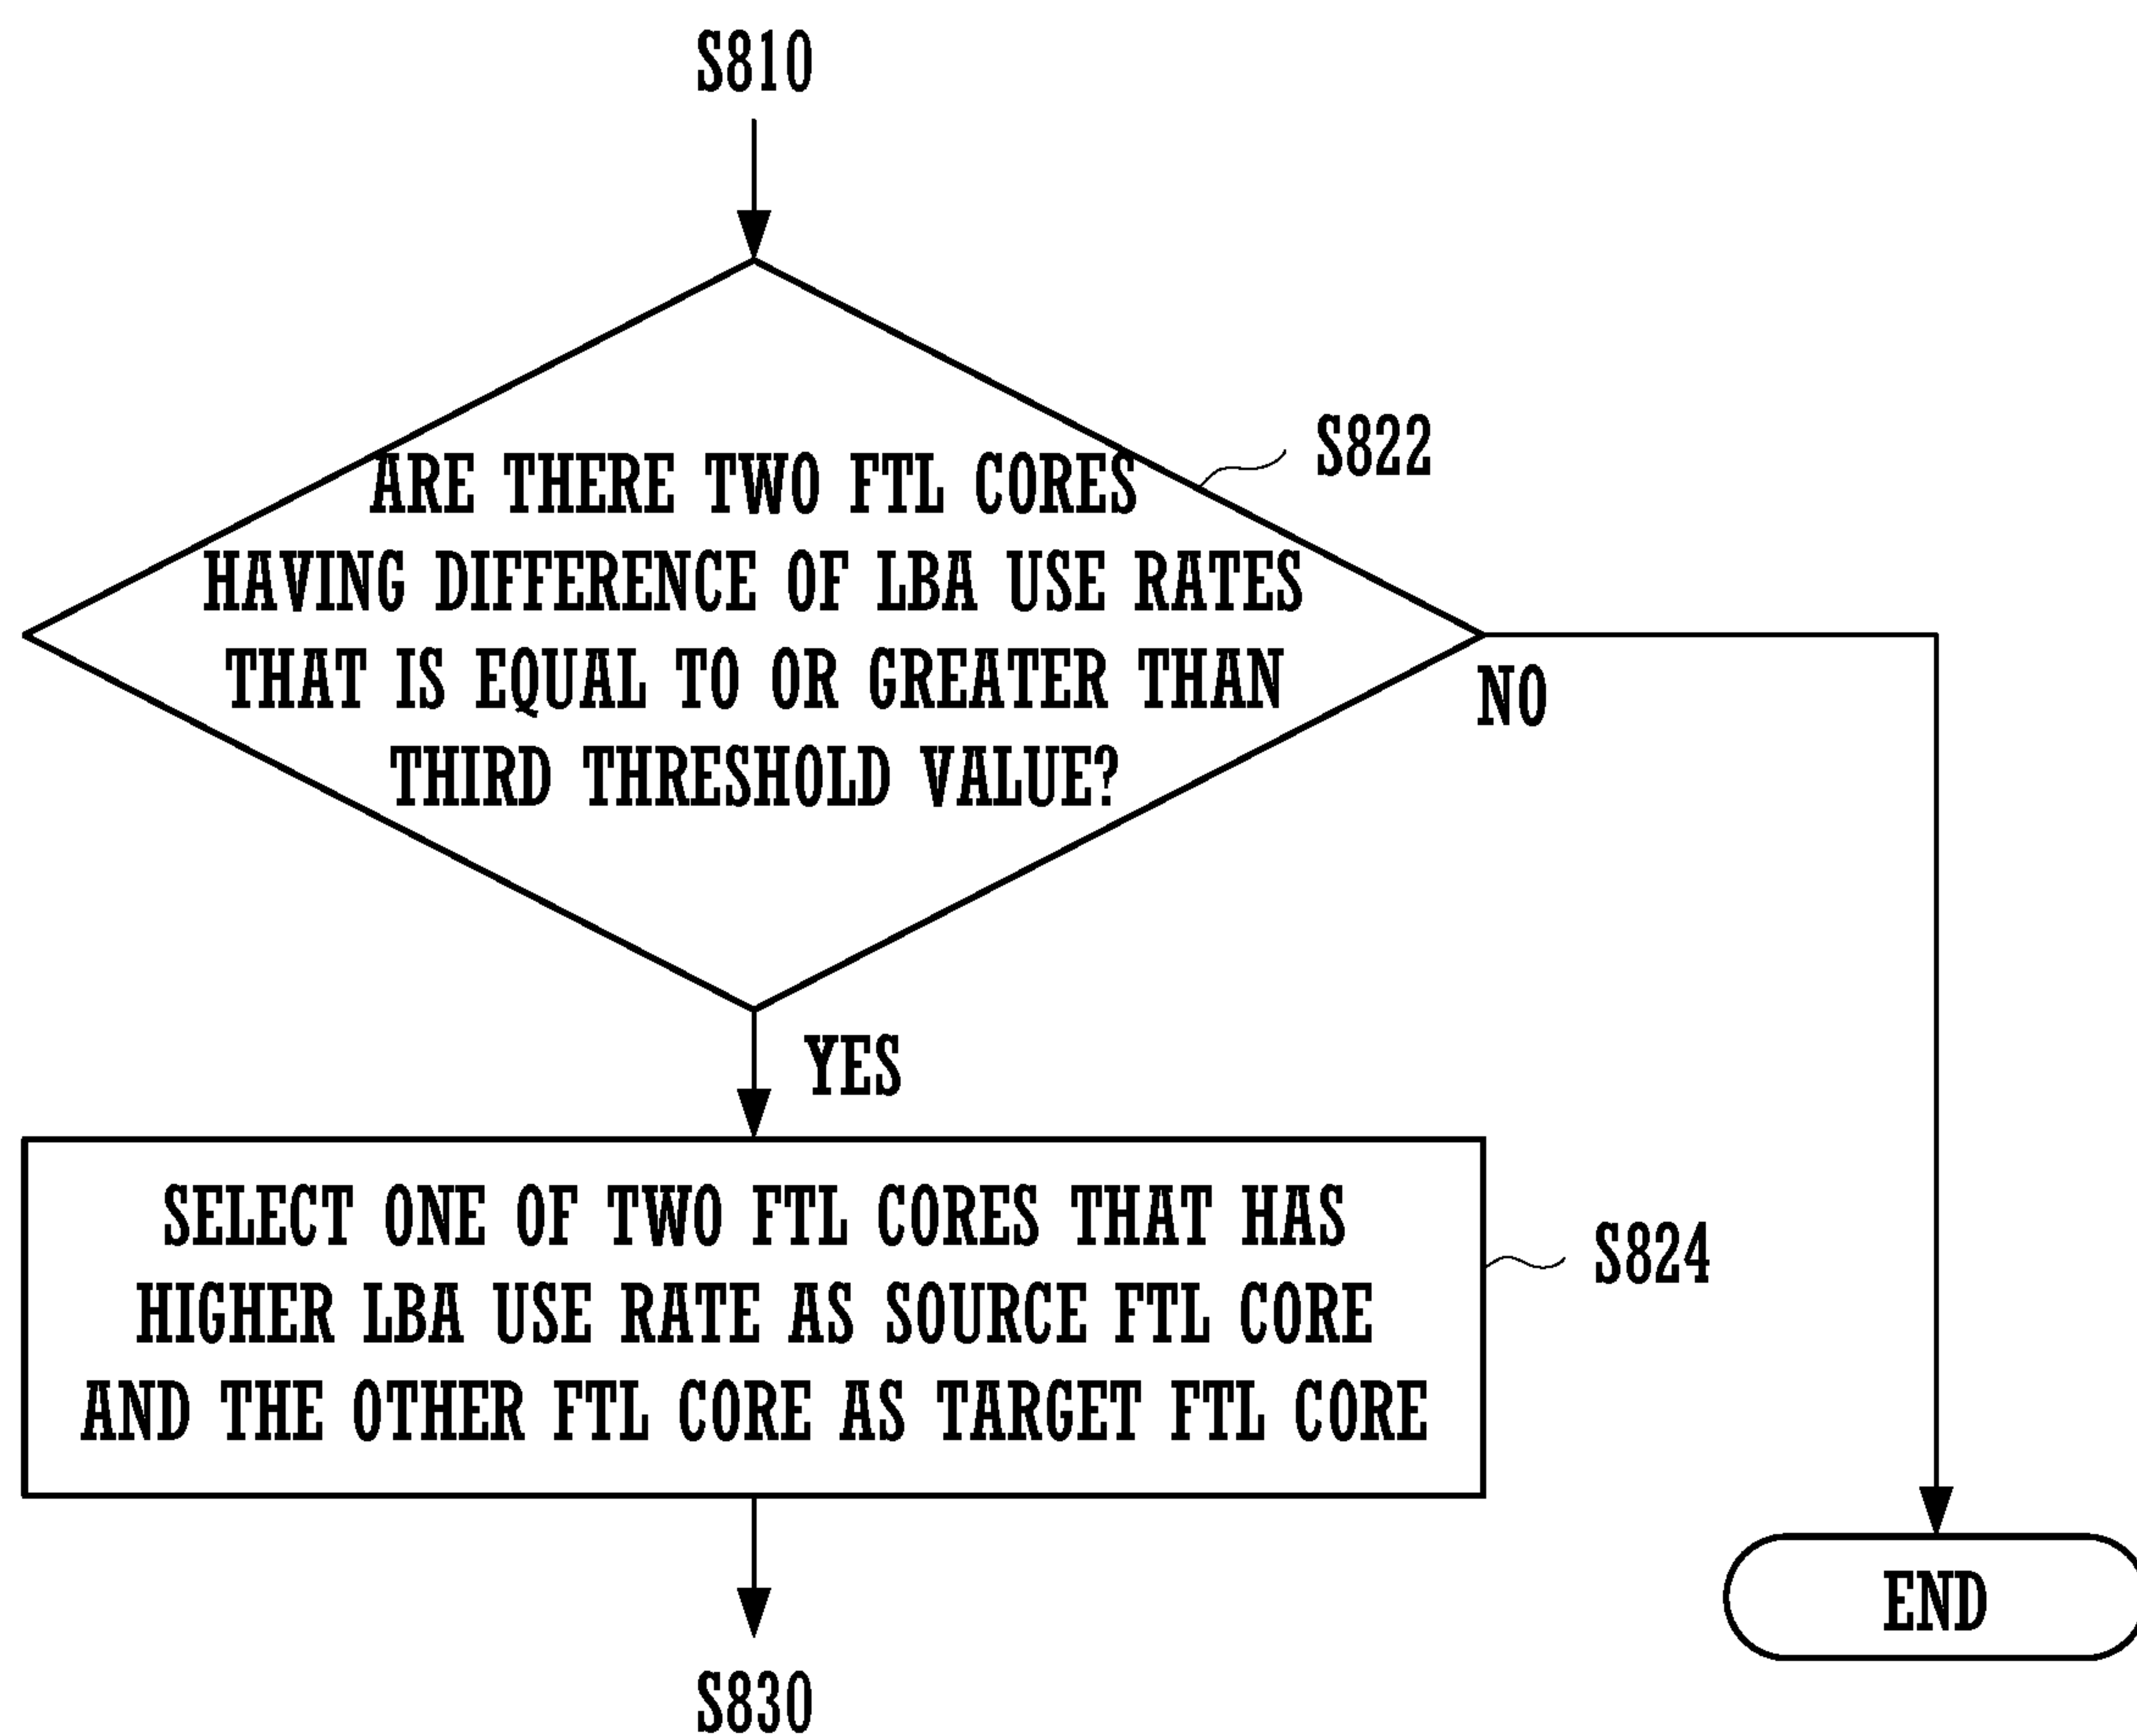 S810
ARE THERE TWO FTL CORES
HAVING DIFFERENCE OF LBA USE RATES
THAT IS EQUAL TO OR GREATER THAN
THIRD THRESHOLD VALUE?
S822
NO
YES
SELECT ONE OF TWO FTL CORES THAT HAS
HIGHER LBA USE RATE AS SOURCE FTL CORE
AND THE OTHER FTL CORE AS TARGET FTL CORE
S824
END
S830